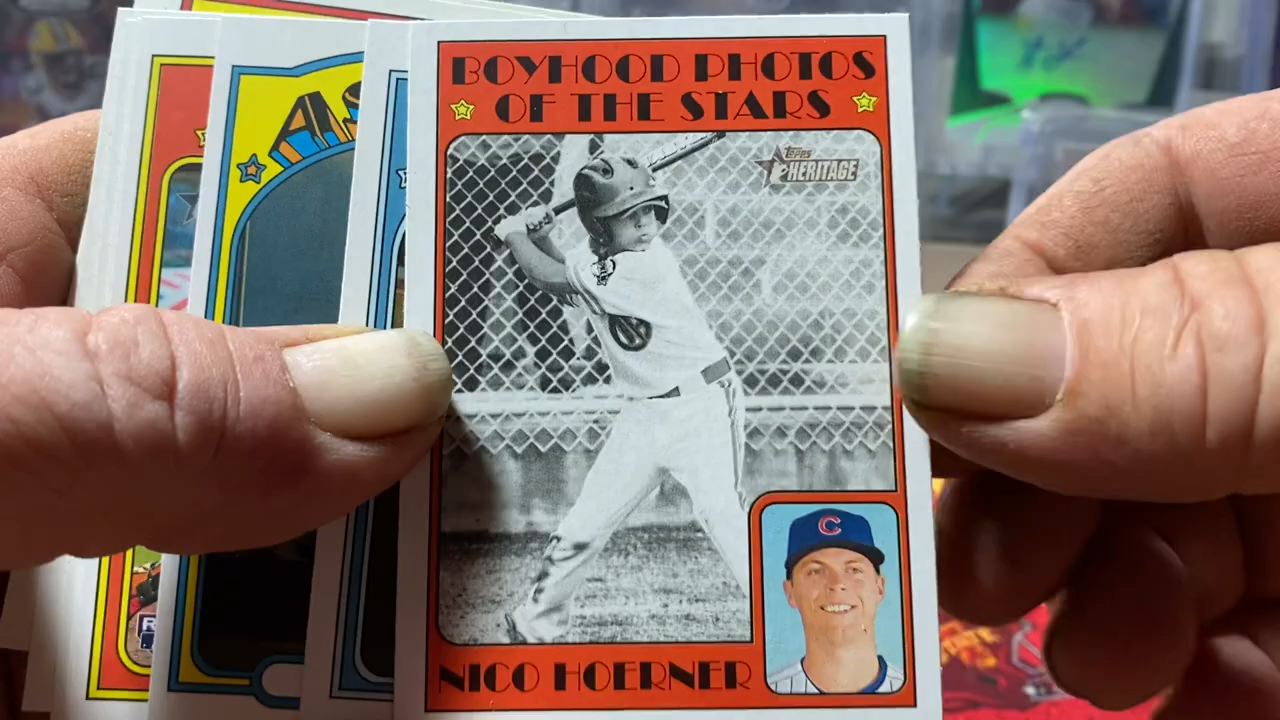 BOYHOOD PHOTOS
OF THE STARS
Topps
HERITAGE
C
NICO HOERNER